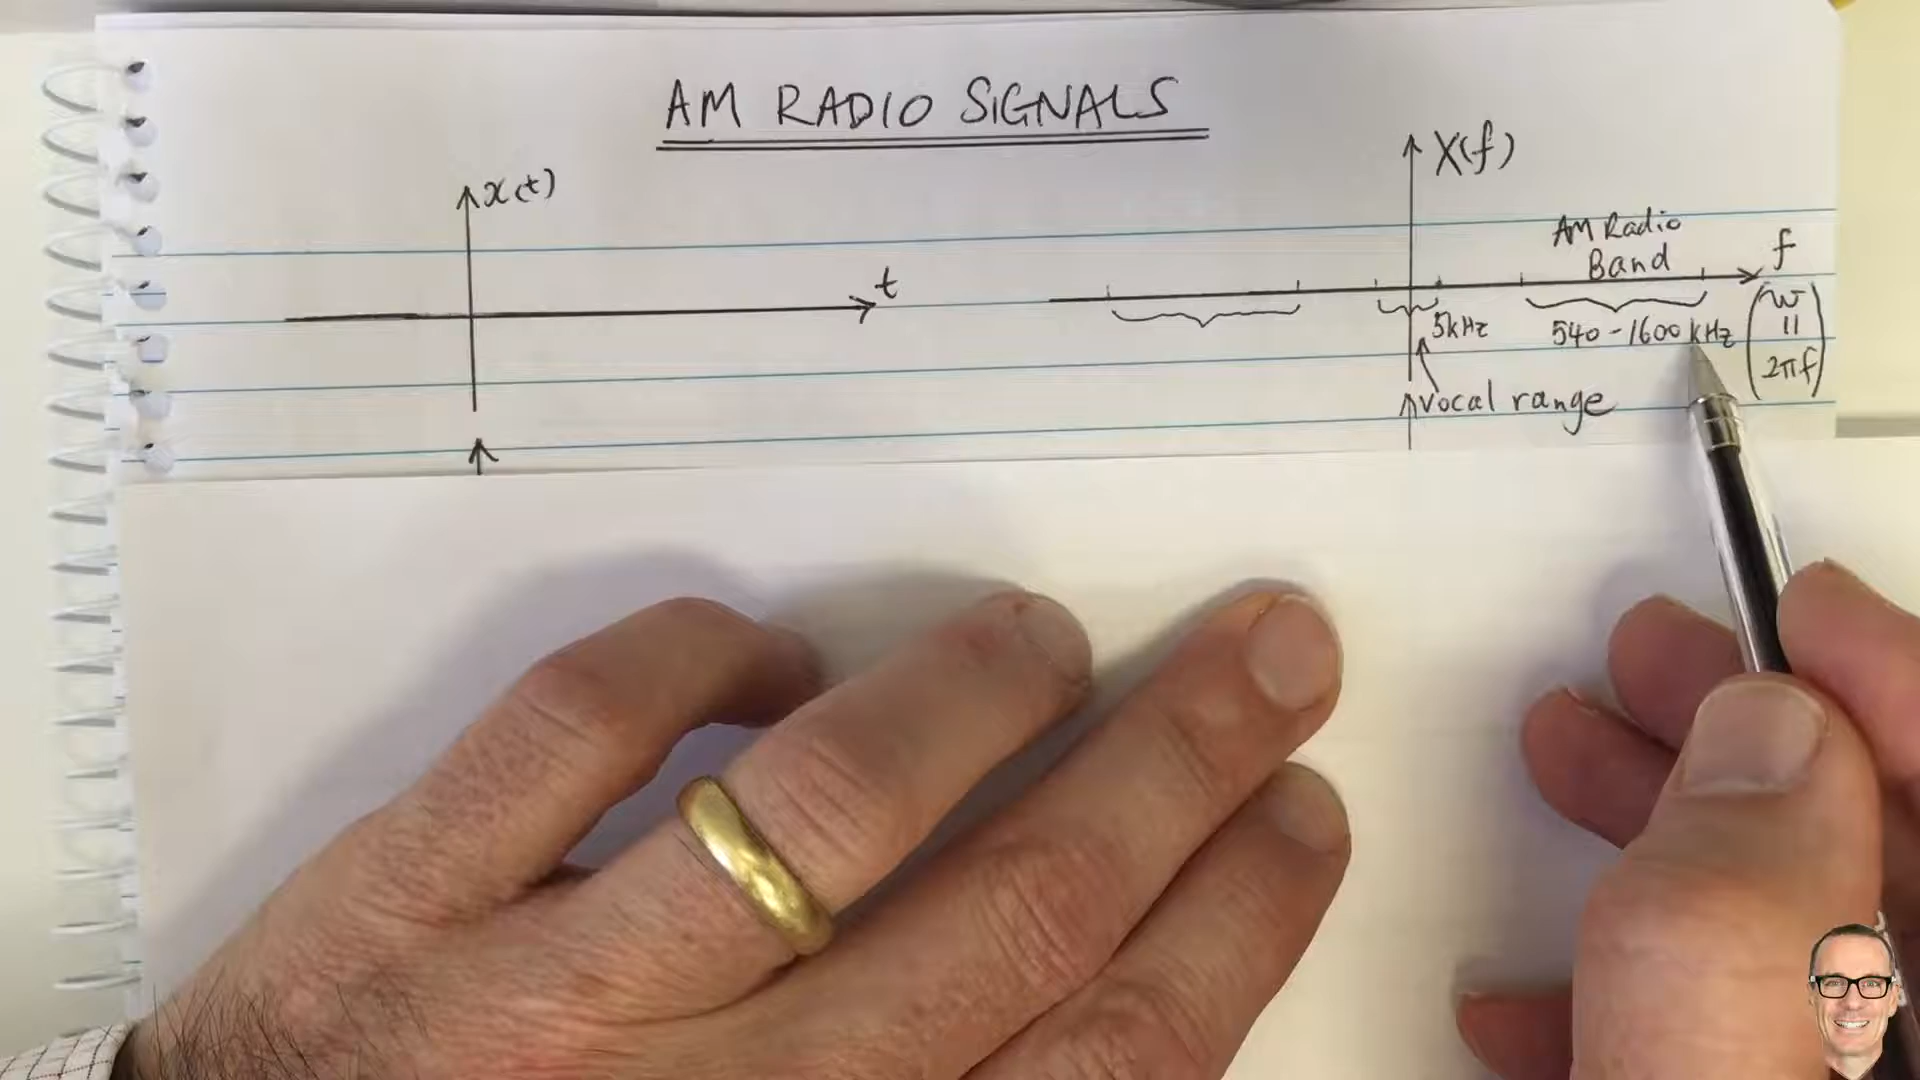 AM RADIO SIGNALS
x(t)
t
X(f)
AM Radio
Band
f
5kHz
540-1600 kHz
(w
=
2πf)
vocal range